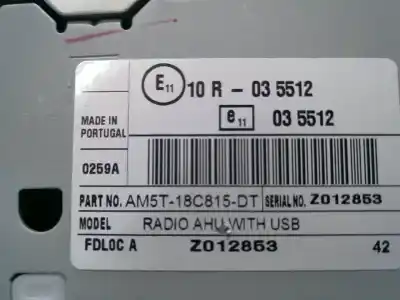 E11 10 R - 03 5512
e11 03 5512
MADE IN
PORTUGAL
0259A
PART NO. AM5T-18C815-DT SERIAL NO. Z012853
MODEL RADIO AHU WITH USB
FDLOC A Z012853 42